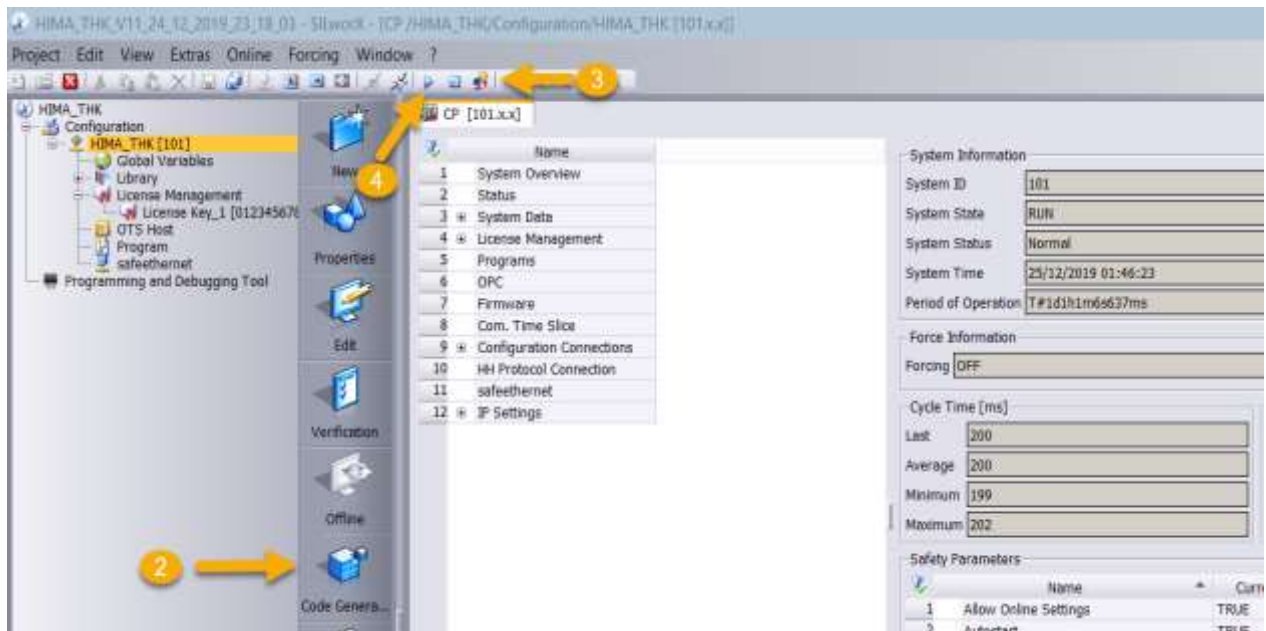 HIMA_THK_V11_24_12_2019_23_18_03 - SILworX - [CP /HIMA_THK/Configuration/HIMA_THK [101.x.x]]
Project Edit View Extras Online Forcing Window ?
3
HIMA_THK
Configuration
HIMA_THK [101]
Global Variables
Library
License Management
License Key_1 [012345678
OTS Host
Program
safeethernet
Programming and Debugging Tool
New
4
Properties
Edit
Verification
Offline
2
Code Genera...
CP [101.x.x]
Name
1 System Overview
2 Status
3 System Data
4 License Management
5 Programs
6 OPC
7 Firmware
8 Com. Time Slice
9 Configuration Connections
10 HH Protocol Connection
11 safeethernet
12 IP Settings
System Information
System ID 101
System State RUN
System Status Normal
System Time 25/12/2019 01:46:23
Period of Operation T#1d1h1m6s637ms
Force Information
Forcing OFF
Cycle Time [ms]
Last 200
Average 200
Minimum 199
Maximum 202
Safety Parameters
Name Curre
1 Allow Online Settings TRUE
2 Autostart TRUE